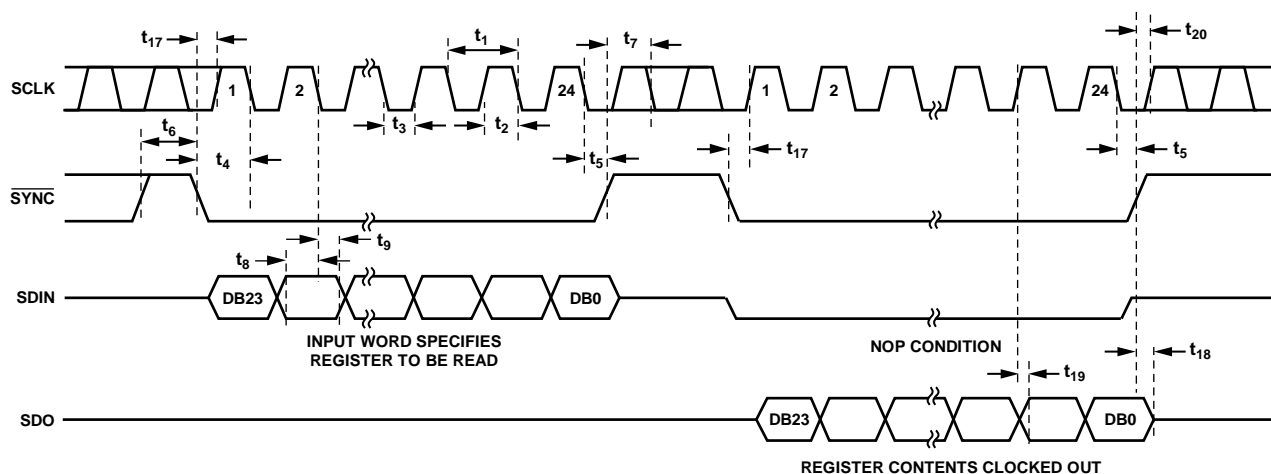 t17
t1
t7
t20
SCLK
1
2
24
1
2
24
t6
t4
t3
t2
t5
t17
t5
SYNC
t8
t9
SDIN
DB23
DB0
INPUT WORD SPECIFIES
REGISTER TO BE READ
NOP CONDITION
t19
t18
SDO
DB23
DB0
REGISTER CONTENTS CLOCKED OUT